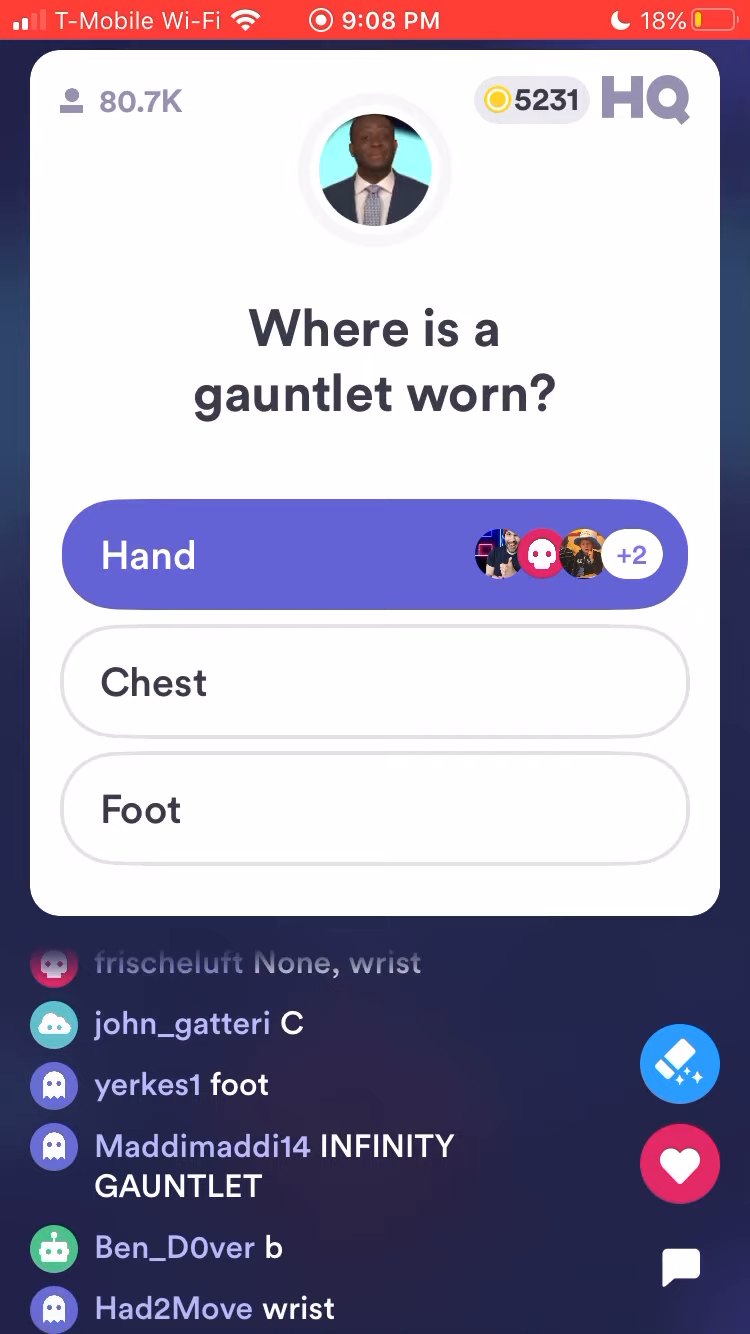 T-Mobile Wi-Fi 9:08 PM 18%
80.7K 5231 HQ
Where is a
gauntlet worn?
Hand +2
Chest
Foot
frischeluft None, wrist
john_gatteri C
yerkes1 foot
Maddimaddi14 INFINITY
GAUNTLET
Ben_D0ver b
Had2Move wrist